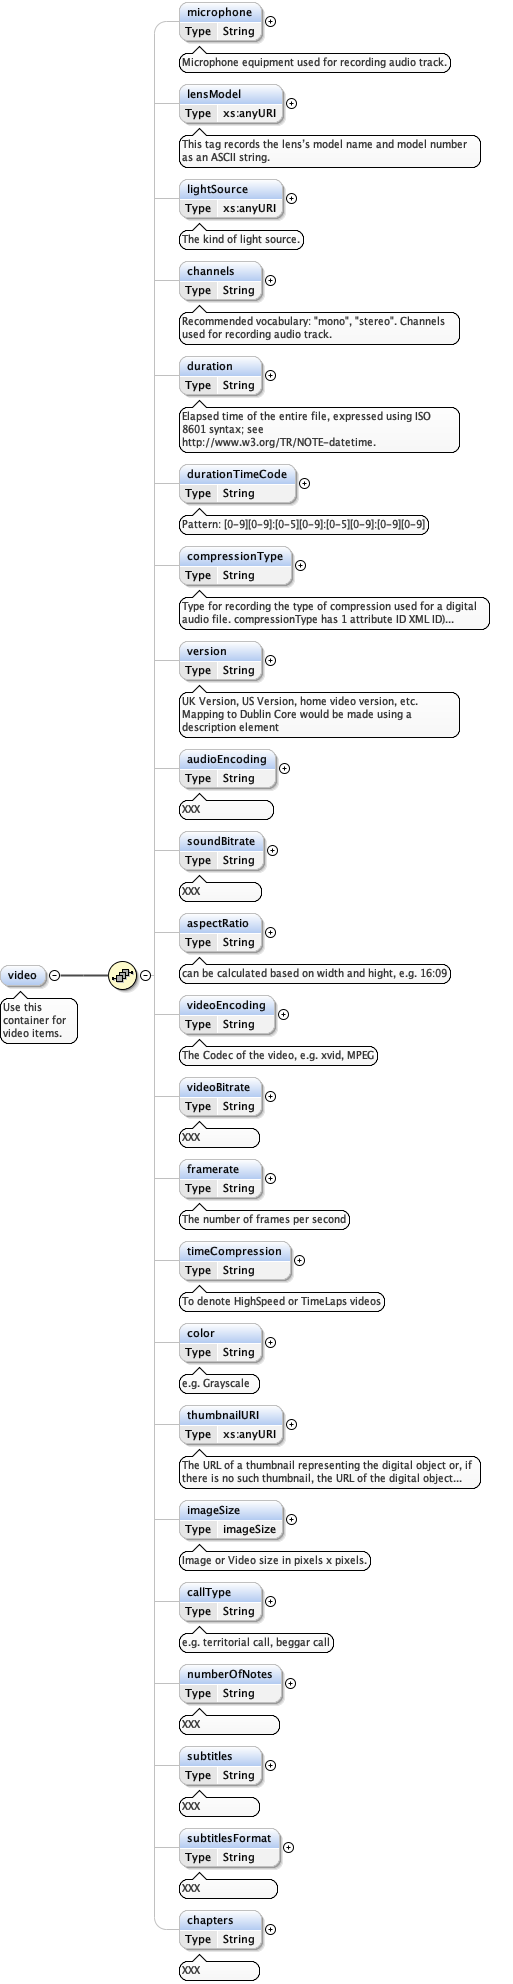 microphone
Type String
Microphone equipment used for recording audio track.
lensModel
Type xs:anyURI
This tag records the lens's model name and model number
as an ASCII string.
lightSource
Type xs:anyURI
The kind of light source.
channels
Type String
Recommended vocabulary: "mono", "stereo". Channels
used for recording audio track.
duration
Type String
Elapsed time of the entire file, expressed using ISO
8601 syntax; see
http://www.w3.org/TR/NOTE-datetime.
durationTimeCode
Type String
Pattern: [0-9][0-9]:[0-5][0-9]:[0-5][0-9]:[0-9][0-9]
compressionType
Type String
Type for recording the type of compression used for a digital
audio file. compressionType has 1 attribute ID XML ID)...
version
Type String
UK Version, US Version, home video version, etc.
Mapping to Dublin Core would be made using a
description element
audioEncoding
Type String
XXX
soundBitrate
Type String
XXX
aspectRatio
Type String
can be calculated based on width and hight, e.g. 16:09
video
Use this
container for
video items.
videoEncoding
Type String
The Codec of the video, e.g. xvid, MPEG
videoBitrate
Type String
XXX
framerate
Type String
The number of frames per second
timeCompression
Type String
To denote HighSpeed or TimeLaps videos
color
Type String
e.g. Grayscale
thumbnailURI
Type xs:anyURI
The URL of a thumbnail representing the digital object or, if
there is no such thumbnail, the URL of the digital object...
imageSize
Type imageSize
Image or Video size in pixels x pixels.
callType
Type String
e.g. territorial call, beggar call
numberOfNotes
Type String
XXX
subtitles
Type String
XXX
subtitlesFormat
Type String
XXX
chapters
Type String
XXX